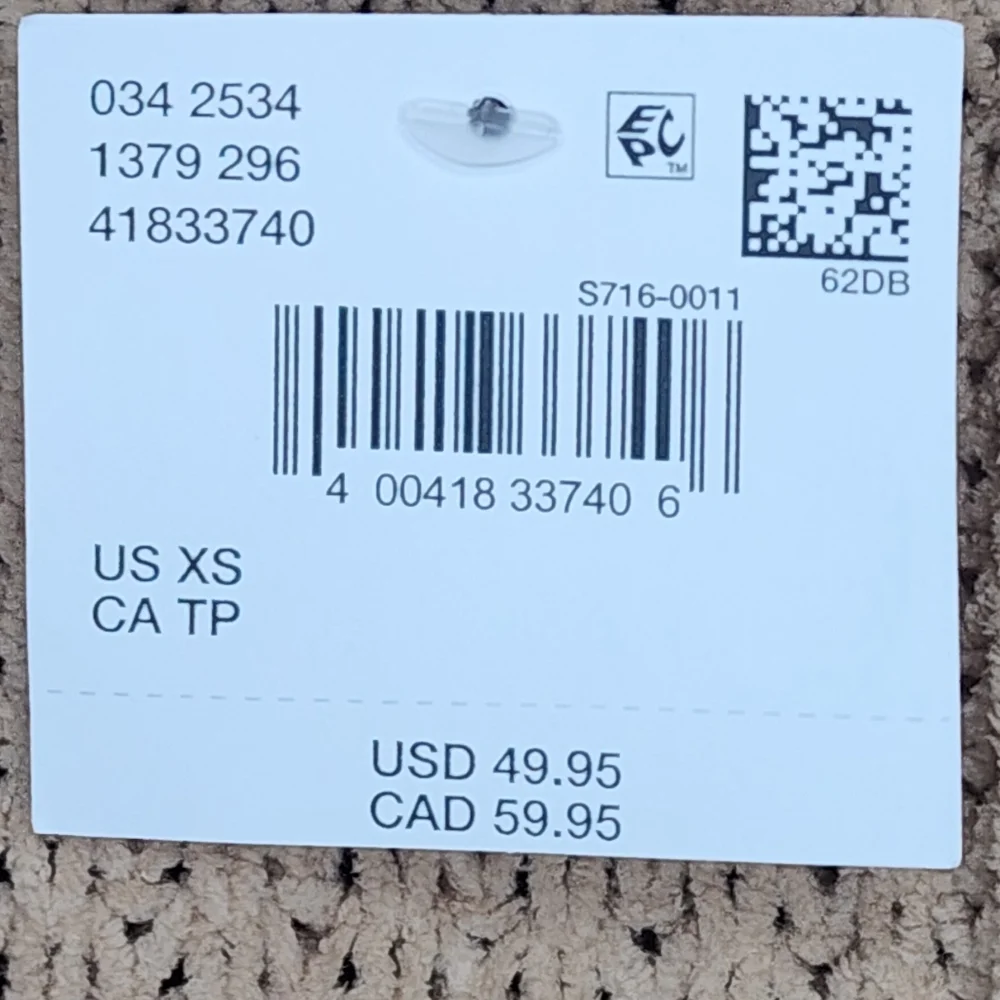 034 2534
1379 296
41833740
EPC
TM
62DB
S716-0011
4 00418 33740 6
US XS
CA TP
USD 49.95
CAD 59.95